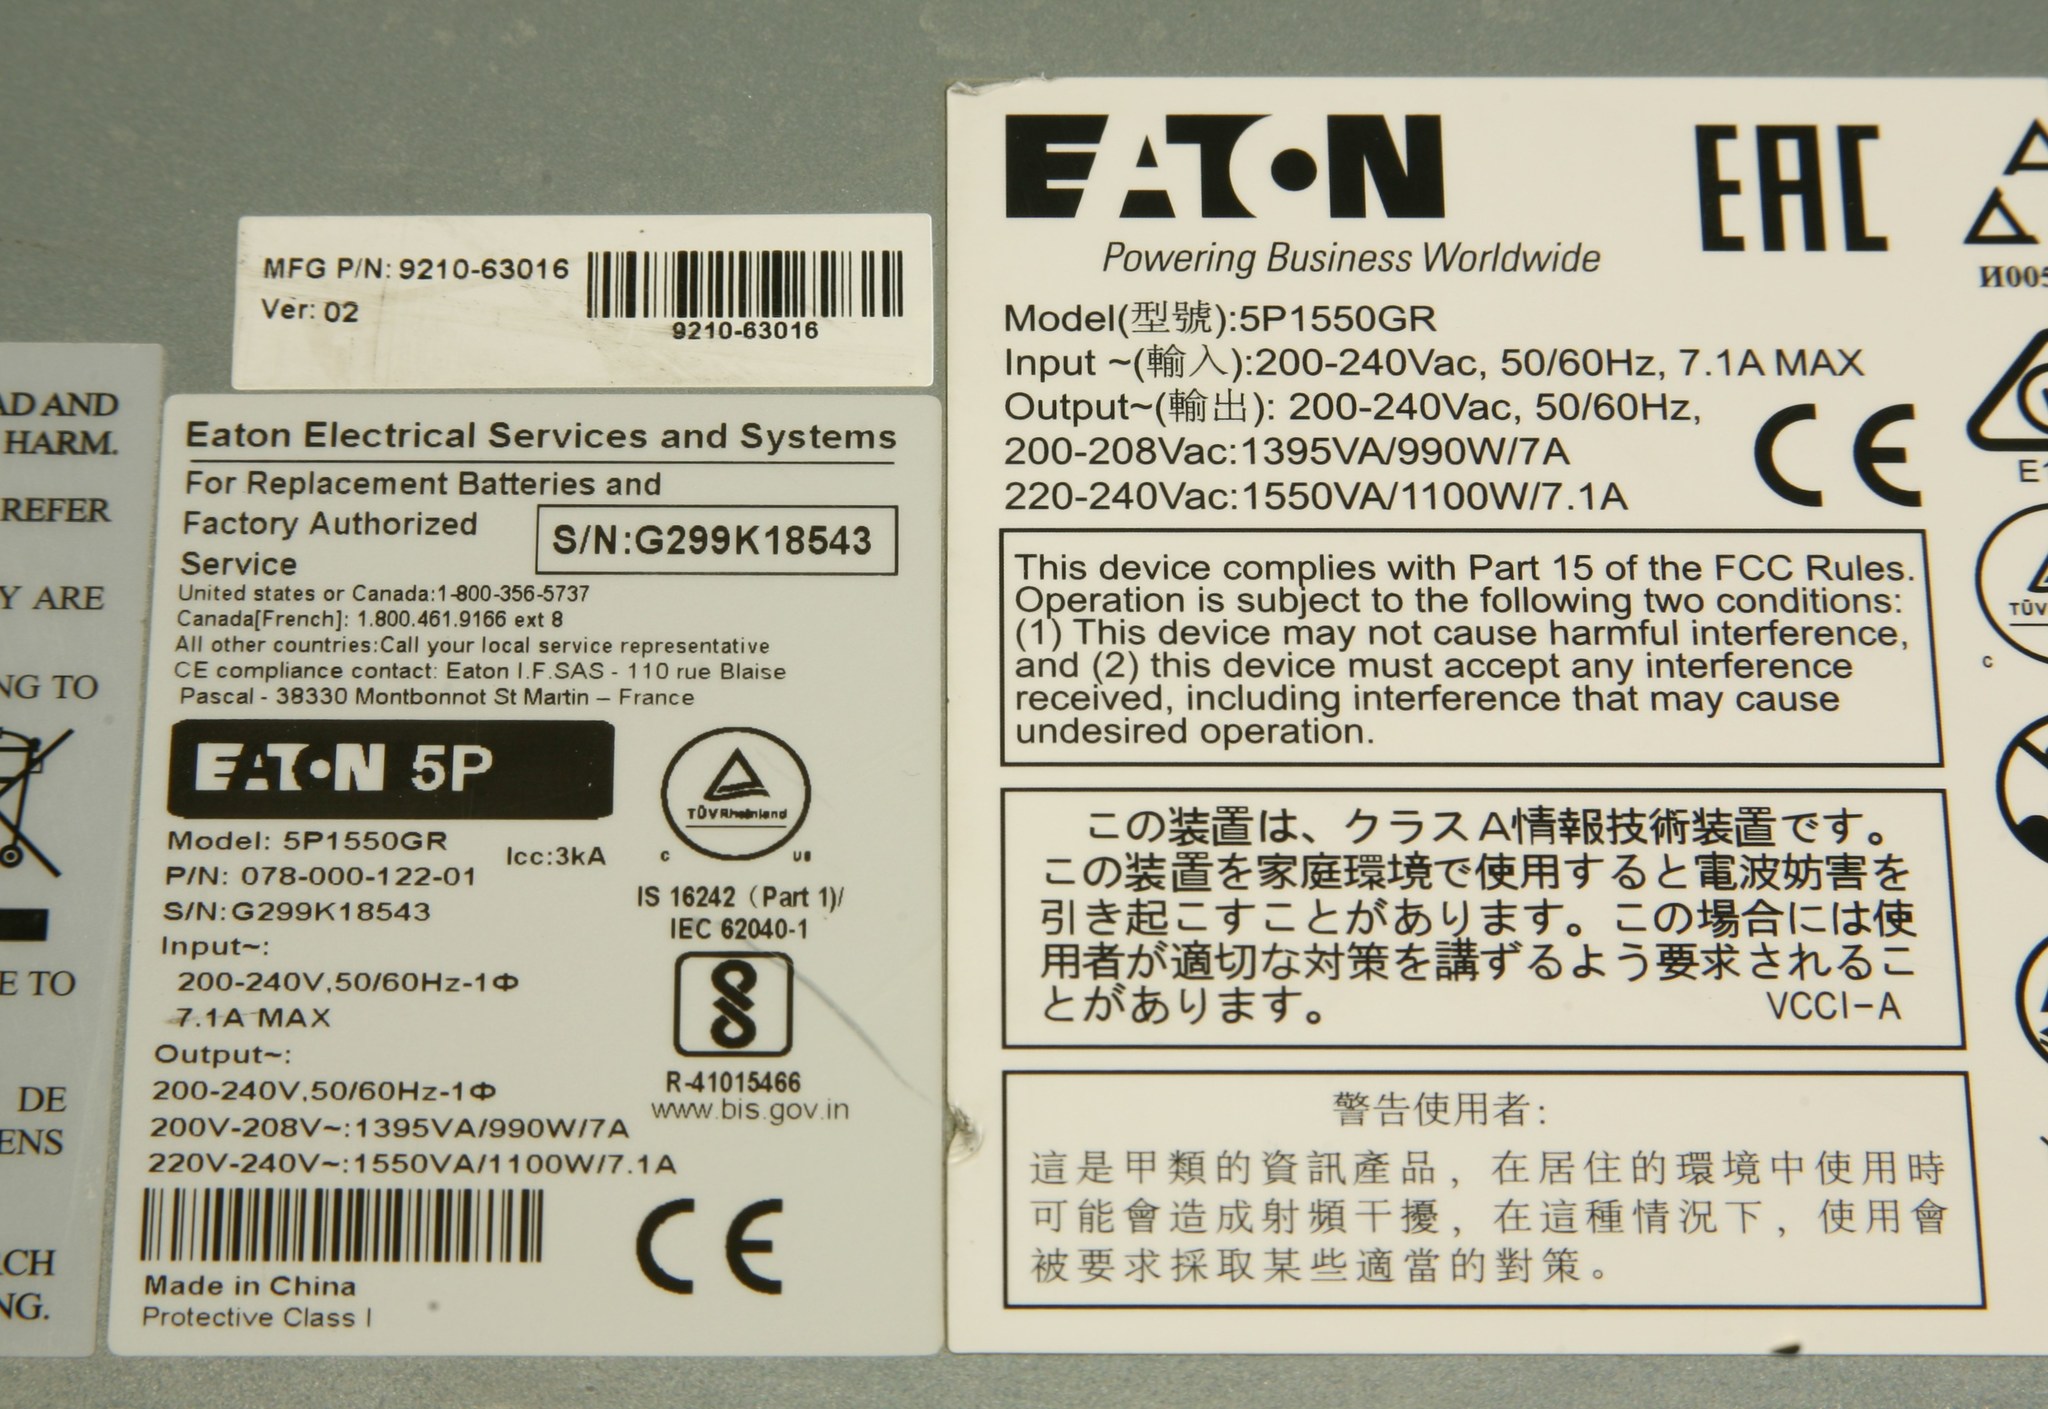 AD AND
HARM.
REFER
Y ARE
NG TO
E TO
DE
ENS
RCH
NG.
MFG P/N: 9210-63016
Ver: 02
9210-63016
Eaton Electrical Services and Systems
For Replacement Batteries and
Factory Authorized
Service
S/N:G299K18543
United states or Canada:1-800-356-5737
Canada[French]: 1.800.461.9166 ext 8
All other countries:Call your local service representative
CE compliance contact: Eaton I.F.SAS - 110 rue Blaise
Pascal - 38330 Montbonnot St Martin – France
EATON 5P
TÜVRheinland
c us
Model: 5P1550GR
Icc:3kA
P/N: 078-000-122-01
S/N:G299K18543
Input~:
200-240V,50/60Hz-1Φ
7.1A MAX
Output~:
200-240V,50/60Hz-1Φ
200V-208V~:1395VA/990W/7A
220V-240V~:1550VA/1100W/7.1A
IS 16242 (Part 1)/
IEC 62040-1
R-41015466
www.bis.gov.in
CE
Made in China
Protective Class I
EATON
Powering Business Worldwide
EAC
И005
Model(型號):5P1550GR
Input ~(輸入):200-240Vac, 50/60Hz, 7.1A MAX
Output~(輸出): 200-240Vac, 50/60Hz,
200-208Vac:1395VA/990W/7A
220-240Vac:1550VA/1100W/7.1A
CE
E1
TÜV
c
This device complies with Part 15 of the FCC Rules.
Operation is subject to the following two conditions:
(1) This device may not cause harmful interference,
and (2) this device must accept any interference
received, including interference that may cause
undesired operation.
この装置は、クラスA情報技術装置です。
この装置を家庭環境で使用すると電波妨害を
引き起こすことがあります。この場合には使
用者が適切な対策を講ずるよう要求されるこ
とがあります。 VCCI-A
警告使用者:
這是甲類的資訊產品, 在居住的環境中使用時
可能會造成射頻干擾, 在這種情況下, 使用會
被要求採取某些適當的對策。